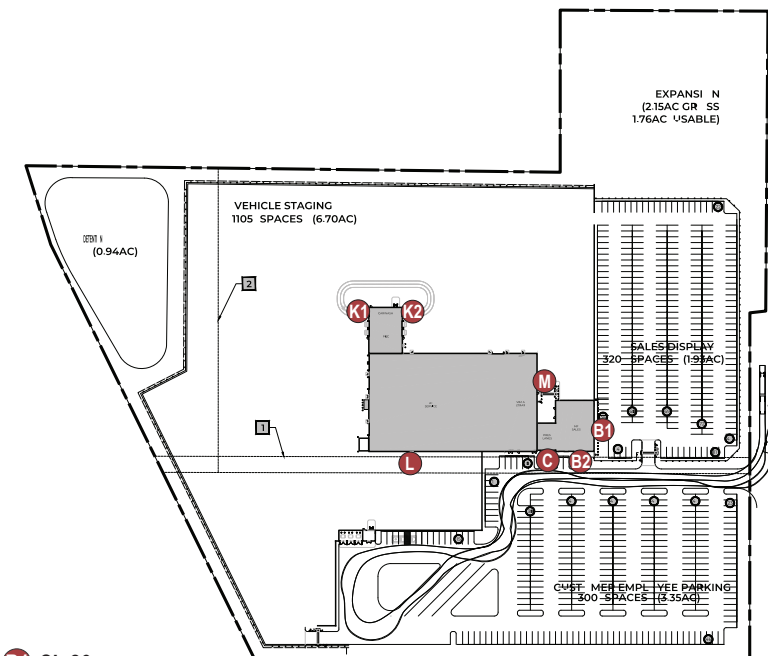 EXPANSI N
(2.15AC GR SS
1.76AC USABLE)
VEHICLE STAGING
1105 SPACES (6.70AC)
DETENTI N
(0.94AC)
2
K1
K2
SALES DISPLAY
320 SPACES (1.93AC)
M
B1
1
L
C
B2
CUST MER EMPL YEE PARKING
300 SPACES (3.35AC)